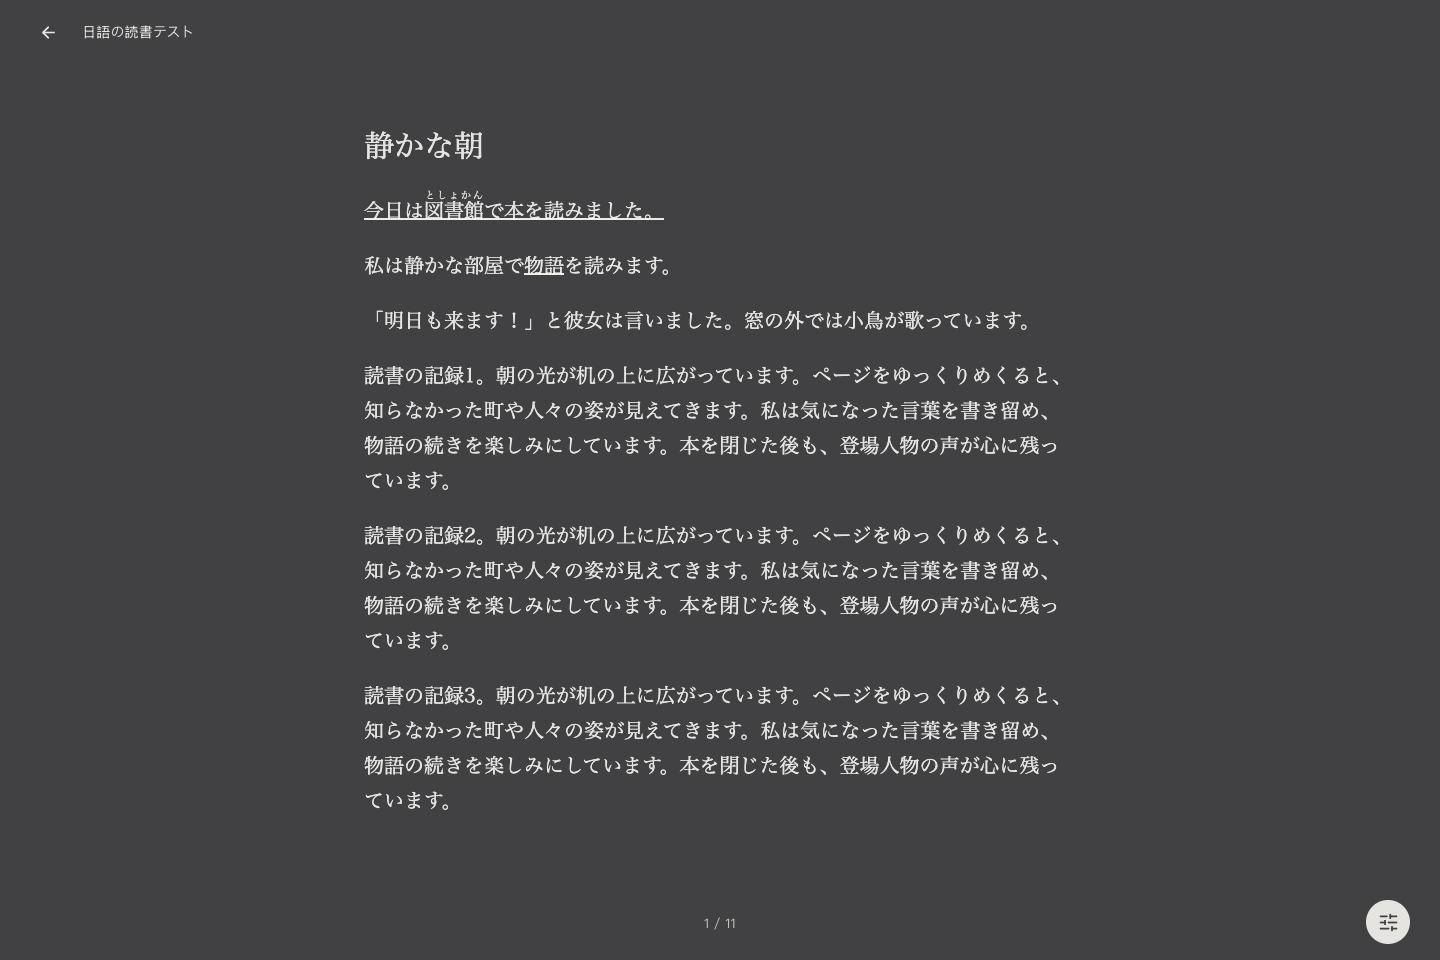 日語の読書テスト
静かな朝
としょかん
今日は図書館で本を読みました。
私は静かな部屋で物語を読みます。
「明日も来ます！」と彼女は言いました。窓の外では小鳥が歌っています。
読書の記録1。朝の光が机の上に広がっています。ページをゆっくりめくると、
知らなかった町や人々の姿が見えてきます。私は気になった言葉を書き留め、
物語の続きを楽しみにしています。本を閉じた後も、登場人物の声が心に残っ
ています。
読書の記録2。朝の光が机の上に広がっています。ページをゆっくりめくると、
知らなかった町や人々の姿が見えてきます。私は気になった言葉を書き留め、
物語の続きを楽しみにしています。本を閉じた後も、登場人物の声が心に残っ
ています。
読書の記録3。朝の光が机の上に広がっています。ページをゆっくりめくると、
知らなかった町や人々の姿が見えてきます。私は気になった言葉を書き留め、
物語の続きを楽しみにしています。本を閉じた後も、登場人物の声が心に残っ
ています。
1 / 11